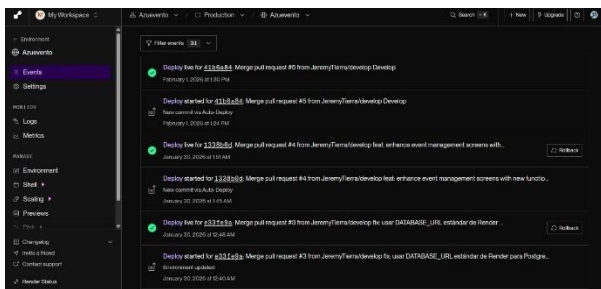 My Workspace
Azuevento
Production
Azuevento
Search
+ New
Upgrade
← Environment
Azuevento
Events
Settings
MONITOR
Logs
Metrics
MANAGE
Environment
Shell
Scaling
Previews
Disk
Changelog
Invite a friend
Contact support
Render Status
Filter events 31
Deploy live for 41b6a84: Merge pull request #5 from JeremyTierra/develop Develop
February 1, 2026 at 1:30 PM
Deploy started for 41b6a84: Merge pull request #5 from JeremyTierra/develop Develop
New commit via Auto-Deploy
February 1, 2026 at 1:24 PM
Deploy live for 1338b6d: Merge pull request #4 from JeremyTierra/develop feat: enhance event management screens with...
January 30, 2026 at 1:51 AM
Rollback
Deploy started for 1338b6d: Merge pull request #4 from JeremyTierra/develop feat: enhance event management screens with new functio...
New commit via Auto-Deploy
January 30, 2026 at 1:45 AM
Deploy live for a33fe9a: Merge pull request #3 from JeremyTierra/develop fix: usar DATABASE_URL estándar de Render ...
January 30, 2026 at 12:48 AM
Rollback
Deploy started for a33fe9a: Merge pull request #3 from JeremyTierra/develop fix: usar DATABASE_URL estándar de Render para Postgre...
Environment updated
January 30, 2026 at 12:40 AM